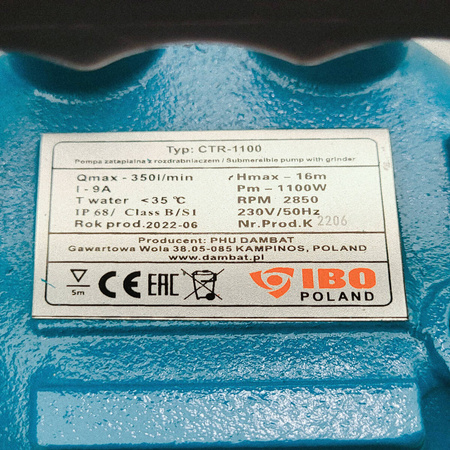 Typ: CTR-1100
Pompa zatapialna z rozdrabniaczem / Submersible pump with grinder
Qmax - 350l/min
Hmax - 16m
I - 9A
Pm - 1100W
T water <35°C
RPM 2850
IP 68/ Class B/S1
230V/50Hz
Rok prod. 2022-06
Nr.Prod.K 2206
Producent: PHU DAMBAT
Gawartowa Wola 38.05-085 KAMPINOS, POLAND
www.dambat.pl
5m
CE EAC
IBO
POLAND